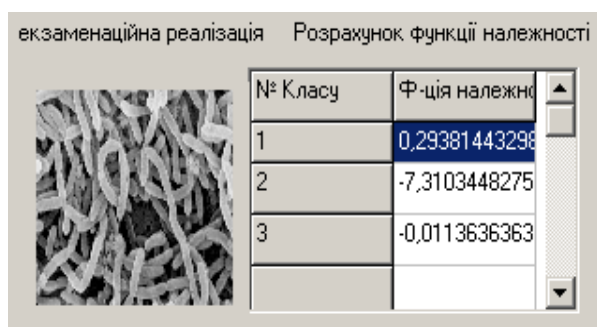 екзаменаційна реалізація Розрахунок функції належності
№ Класу Ф-ція належно
1 0,29381443298
2 -7,3103448275
3 -0,0113636363